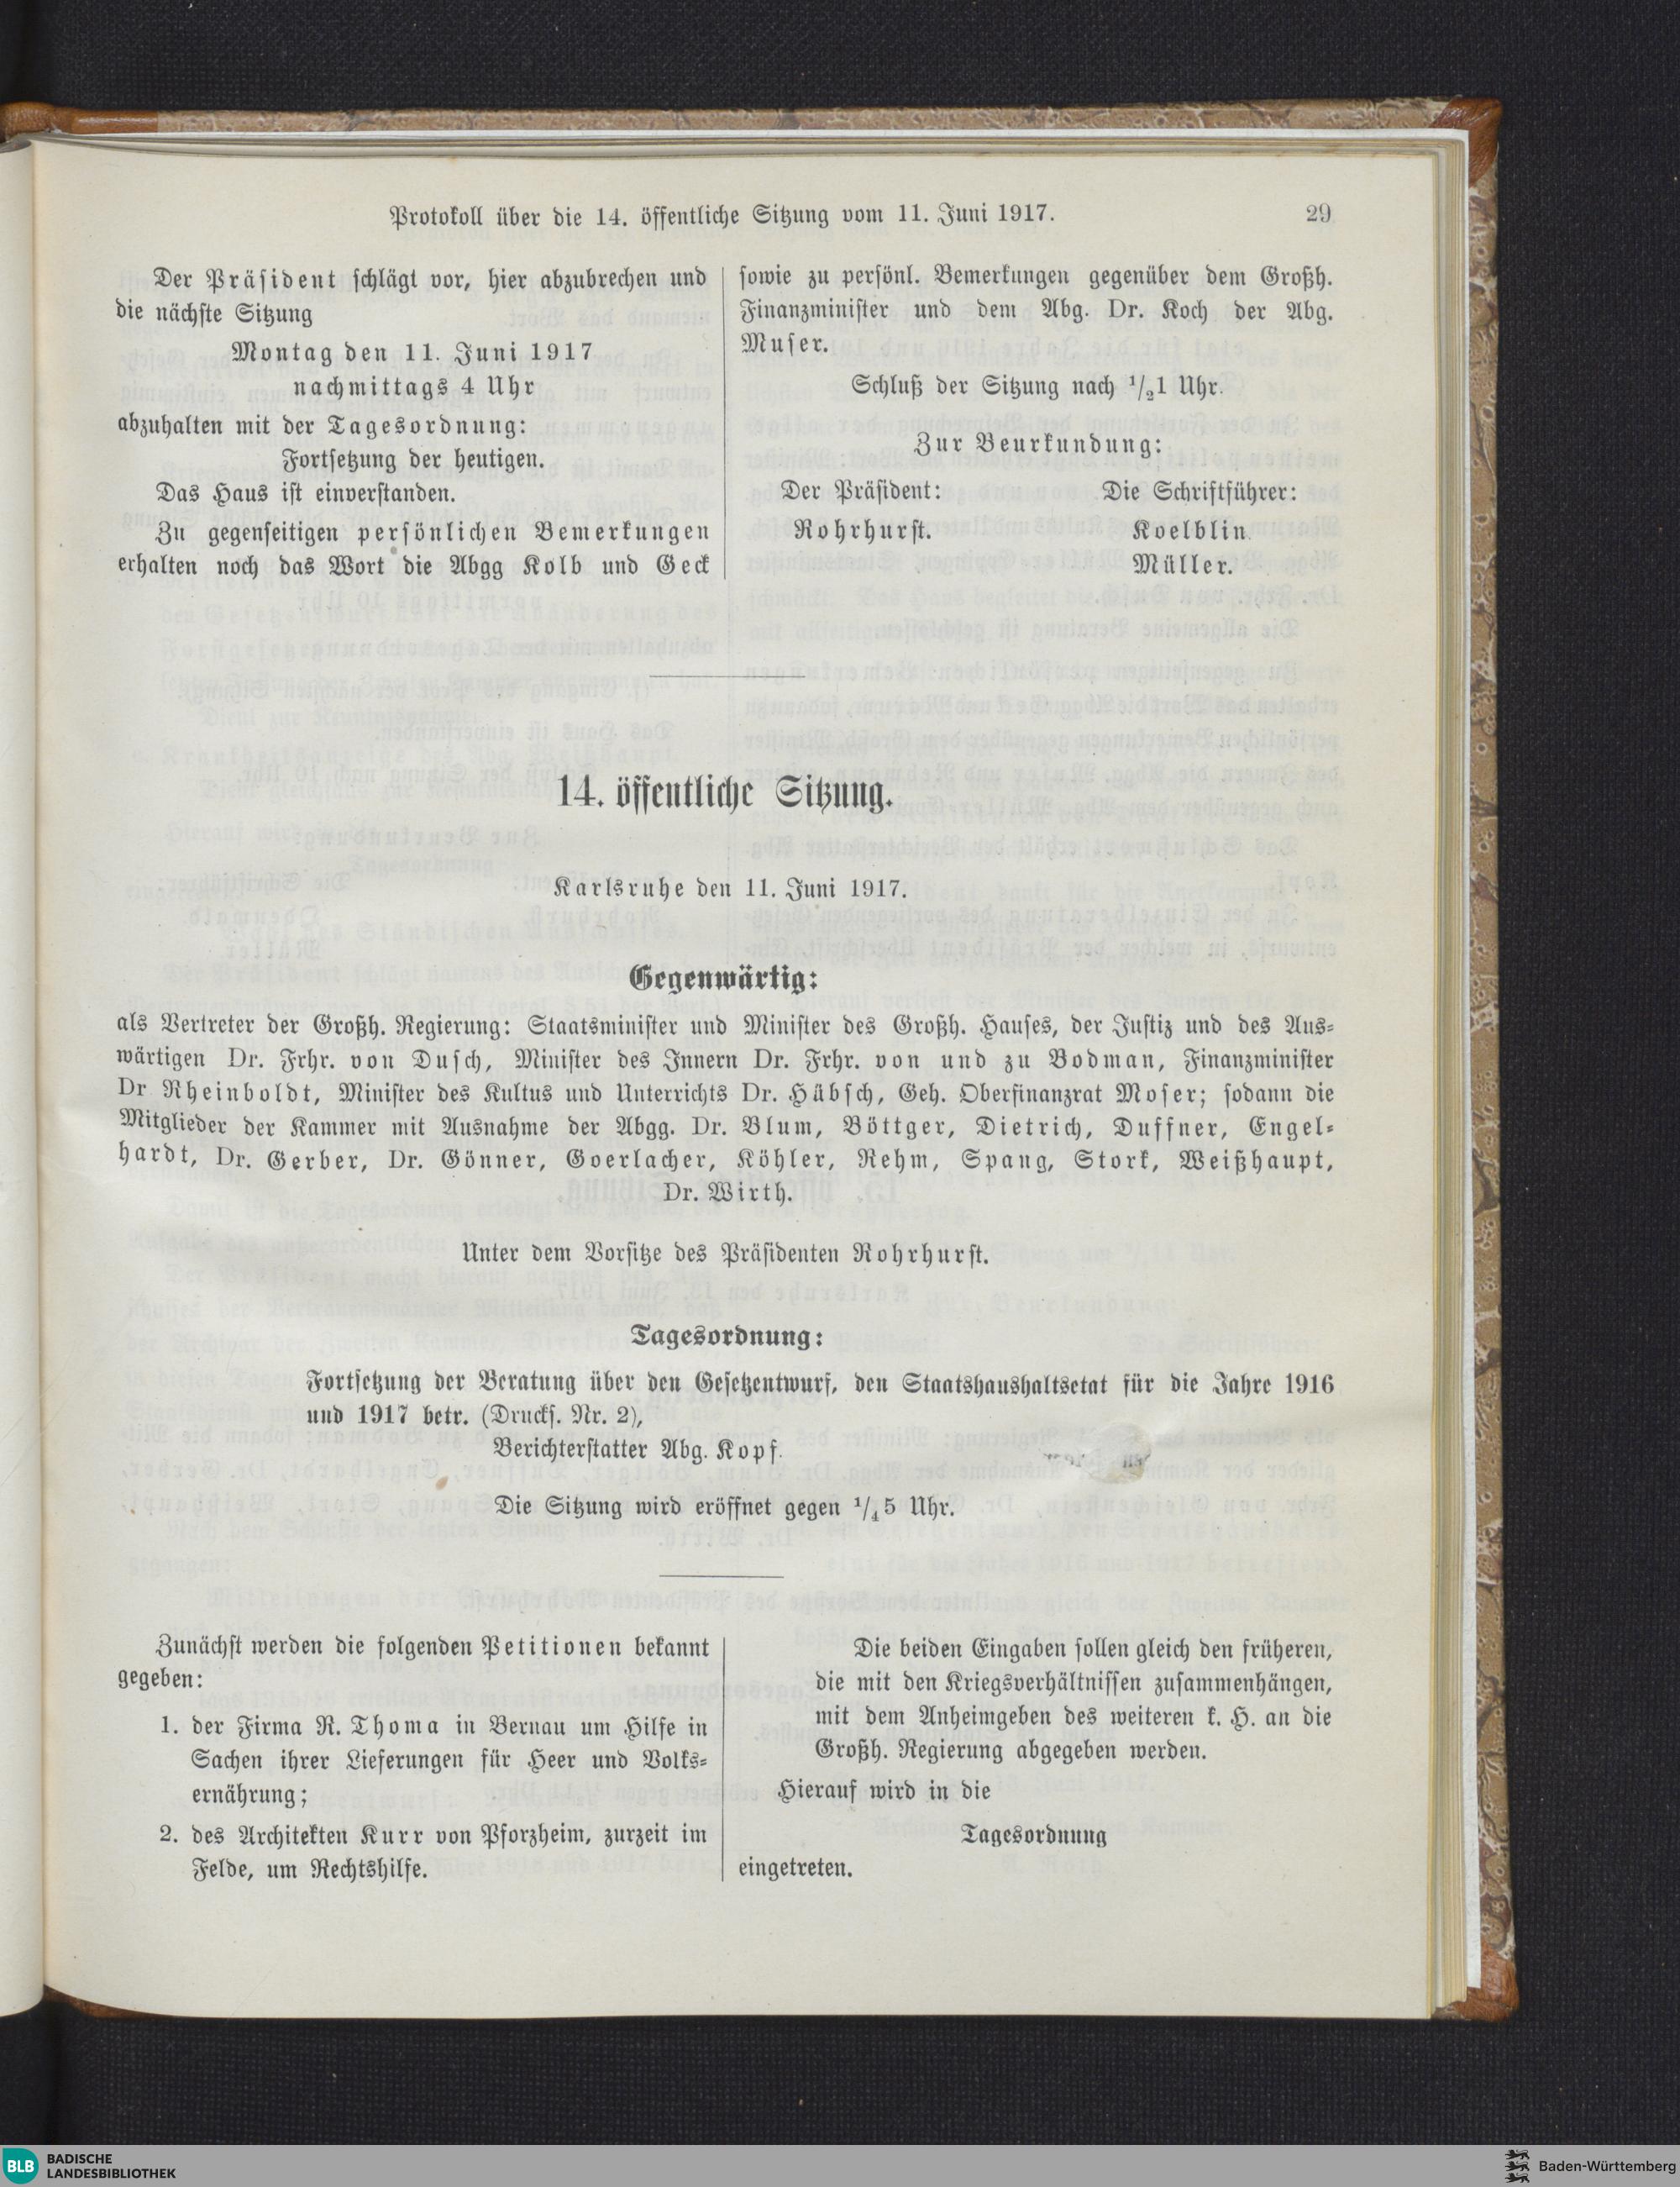 Protokoll über die 14. öffentliche Sitzung vom 11. Juni 1917.
29
Der Präsident schlägt vor, hier abzubrechen und
die nächste Sitzung
Montag den 11. Juni 1917
nachmittags 4 Uhr
abzuhalten mit der Tagesordnung:
Fortsetzung der heutigen.
Das Haus ist einverstanden.
Zu gegenseitigen persönlichen Bemerkungen
erhalten noch das Wort die Abgg Kolb und Geck
sowie zu persönl. Bemerkungen gegenüber dem Großh.
Finanzminister und dem Abg. Dr. Koch der Abg.
Muser.
Schluß der Sitzung nach 1/2 1 Uhr.
Zur Beurkundung:
Der Präsident:
Rohrhurst.
Die Schriftführer:
Koelblin.
Müller.
14. öffentliche Sitzung.
Karlsruhe den 11. Juni 1917.
Gegenwärtig:
als Vertreter der Großh. Regierung: Staatsminister und Minister des Großh. Hauses, der Justiz und des Aus-
wärtigen Dr. Frhr. von Dusch, Minister des Innern Dr. Frhr. von und zu Bodman, Finanzminister
Dr Rheinboldt, Minister des Kultus und Unterrichts Dr. Hübsch, Geh. Oberfinanzrat Moser; sodann die
Mitglieder der Kammer mit Ausnahme der Abgg. Dr. Blum, Böttger, Dietrich, Duffner, Engel-
hardt, Dr. Gerber, Dr. Gönner, Goerlacher, Köhler, Rehm, Spang, Stork, Weißhaupt,
Dr. Wirth.
Unter dem Vorsitze des Präsidenten Rohrhurst.
Tagesordnung:
Fortsetzung der Beratung über den Gesetzentwurf, den Staatshaushaltsetat für die Jahre 1916
und 1917 betr. (Drucks. Nr. 2),
Berichterstatter Abg. Kopf.
Die Sitzung wird eröffnet gegen 1/4 5 Uhr.
Zunächst werden die folgenden Petitionen bekannt
gegeben:
1. der Firma R. Thoma in Bernau um Hilfe in
Sachen ihrer Lieferungen für Heer und Volks-
ernährung;
2. des Architekten Kurr von Pforzheim, zurzeit im
Felde, um Rechtshilfe.
Die beiden Eingaben sollen gleich den früheren,
die mit den Kriegsverhältnissen zusammenhängen,
mit dem Anheimgeben des weiteren k. H. an die
Großh. Regierung abgegeben werden.
Hierauf wird in die
Tagesordnung
eingetreten.
BLB
BADISCHE
LANDESBIBLIOTHEK
Baden-Württemberg